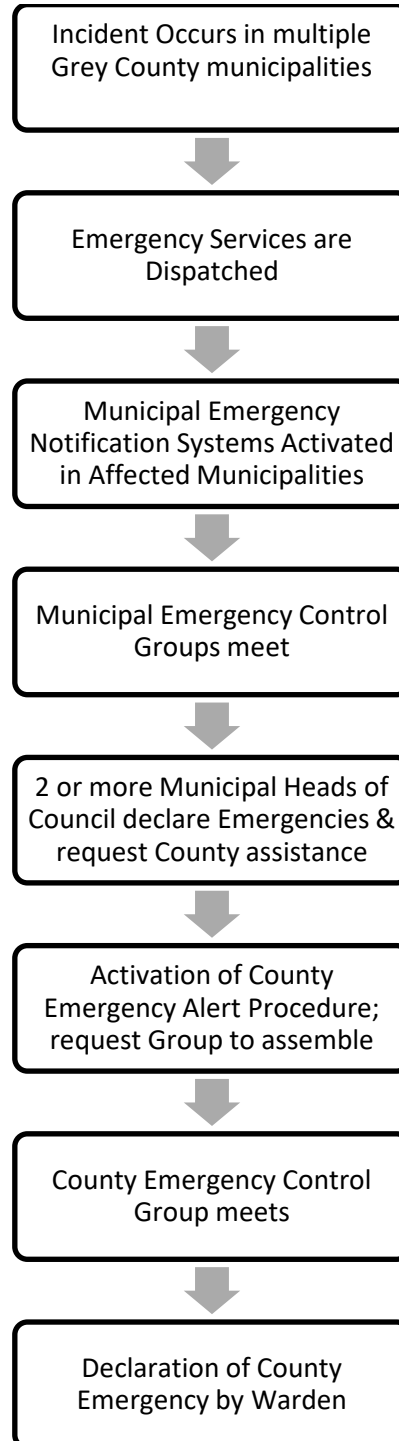 Incident Occurs in multiple
Grey County municipalities
Emergency Services are
Dispatched
Municipal Emergency
Notification Systems Activated
in Affected Municipalities
Municipal Emergency Control
Groups meet
2 or more Municipal Heads of
Council declare Emergencies &
request County assistance
Activation of County
Emergency Alert Procedure;
request Group to assemble
County Emergency Control
Group meets
Declaration of County
Emergency by Warden